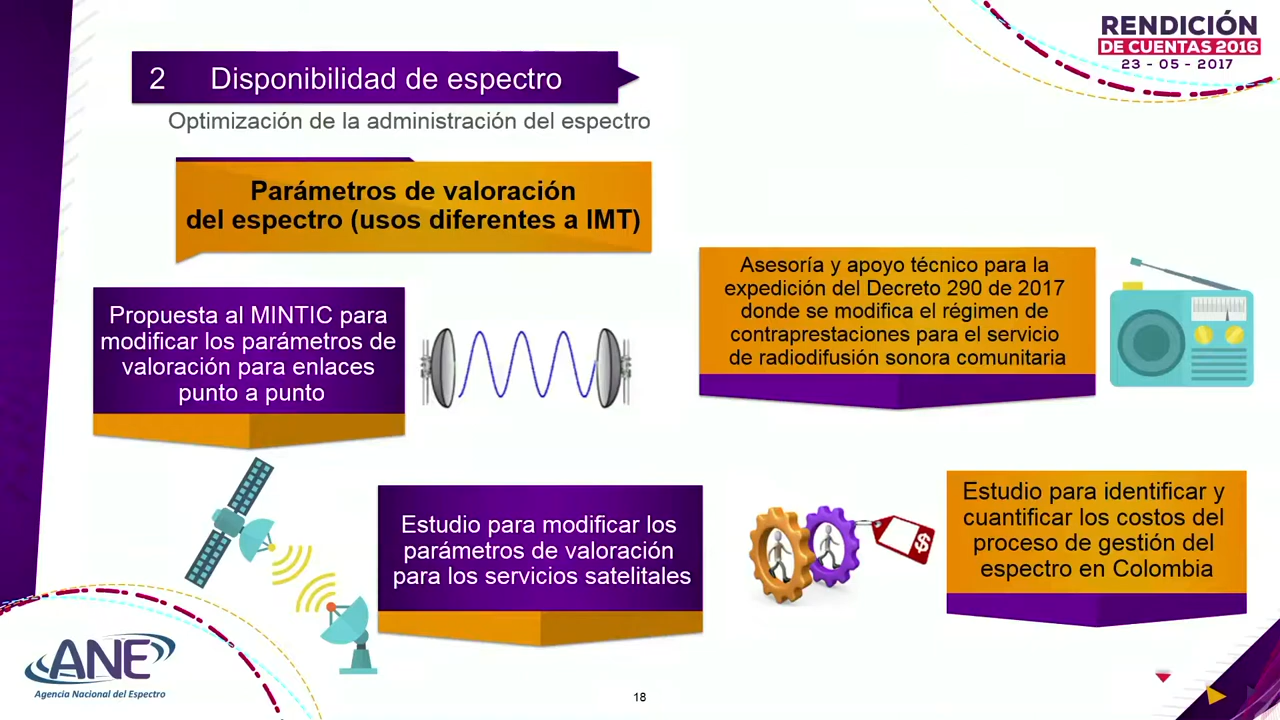 RENDICIÓN
DE CUENTAS 2016
23 - 05 - 2017
2 Disponibilidad de espectro
Optimización de la administración del espectro
Parámetros de valoración
del espectro (usos diferentes a IMT)
Propuesta al MINTIC para
modificar los parámetros de
valoración para enlaces
punto a punto
Asesoría y apoyo técnico para la
expedición del Decreto 290 de 2017
donde se modifica el régimen de
contraprestaciones para el servicio
de radiodifusión sonora comunitaria
Estudio para modificar los
parámetros de valoración
para los servicios satelitales
$
Estudio para identificar y
cuantificar los costos del
proceso de gestión del
espectro en Colombia
ANE
Agencia Nacional del Espectro
18